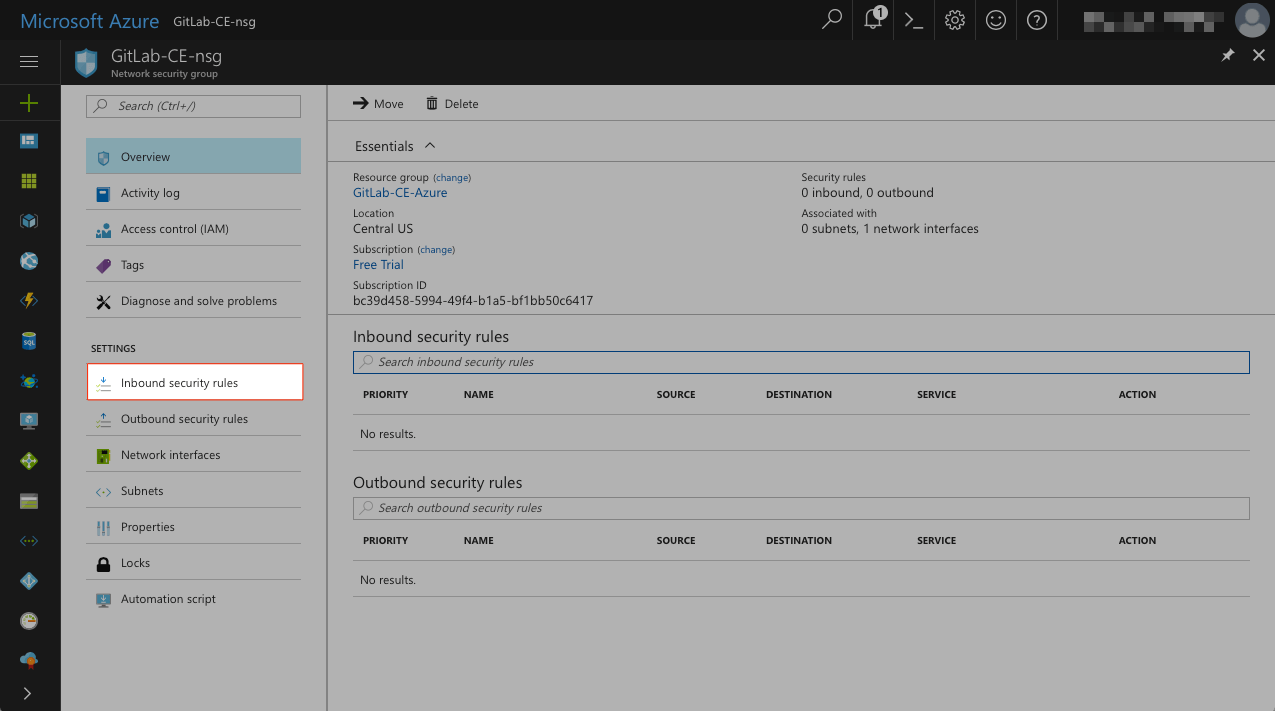 Microsoft Azure GitLab-CE-nsg
1
GitLab-CE-nsg
Network security group
Search (Ctrl+/)
Overview
Activity log
Access control (IAM)
Tags
Diagnose and solve problems
SETTINGS
Inbound security rules
Outbound security rules
Network interfaces
Subnets
Properties
Locks
Automation script
SQL
Move Delete
Essentials
Resource group (change)
GitLab-CE-Azure
Location
Central US
Subscription (change)
Free Trial
Subscription ID
bc39d458-5994-49f4-b1a5-bf1bb50c6417
Security rules
0 inbound, 0 outbound
Associated with
0 subnets, 1 network interfaces
Inbound security rules
Search inbound security rules
PRIORITY NAME SOURCE DESTINATION SERVICE ACTION
No results.
Outbound security rules
Search outbound security rules
PRIORITY NAME SOURCE DESTINATION SERVICE ACTION
No results.